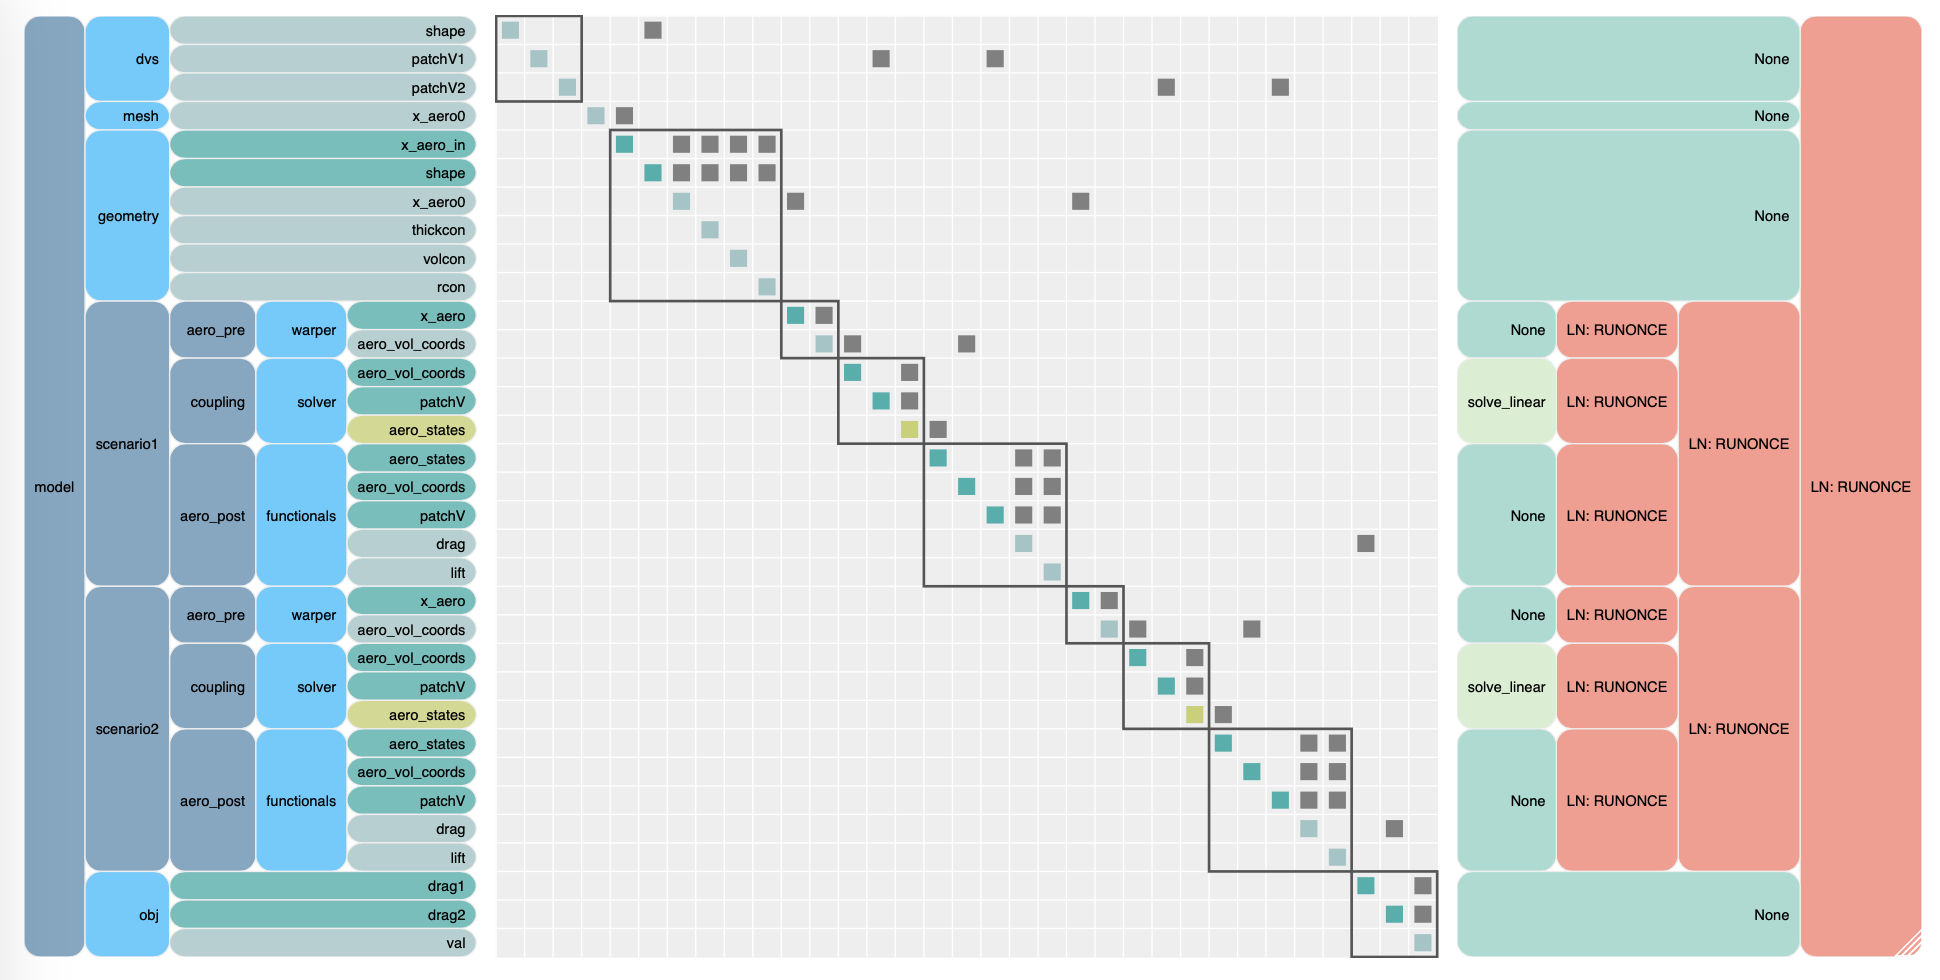 model
dvs
shape
patchV1
patchV2
mesh
x_aero0
geometry
x_aero_in
shape
x_aero0
thickcon
volcon
rcon
scenario1
aero_pre
warper
x_aero
aero_vol_coords
coupling
solver
aero_vol_coords
patchV
aero_states
aero_post
functionals
aero_states
aero_vol_coords
patchV
drag
lift
scenario2
aero_pre
warper
x_aero
aero_vol_coords
coupling
solver
aero_vol_coords
patchV
aero_states
aero_post
functionals
aero_states
aero_vol_coords
patchV
drag
lift
obj
drag1
drag2
val
None
None
None
None
LN: RUNONCE
solve_linear
LN: RUNONCE
None
LN: RUNONCE
LN: RUNONCE
None
LN: RUNONCE
solve_linear
LN: RUNONCE
None
LN: RUNONCE
LN: RUNONCE
None
LN: RUNONCE